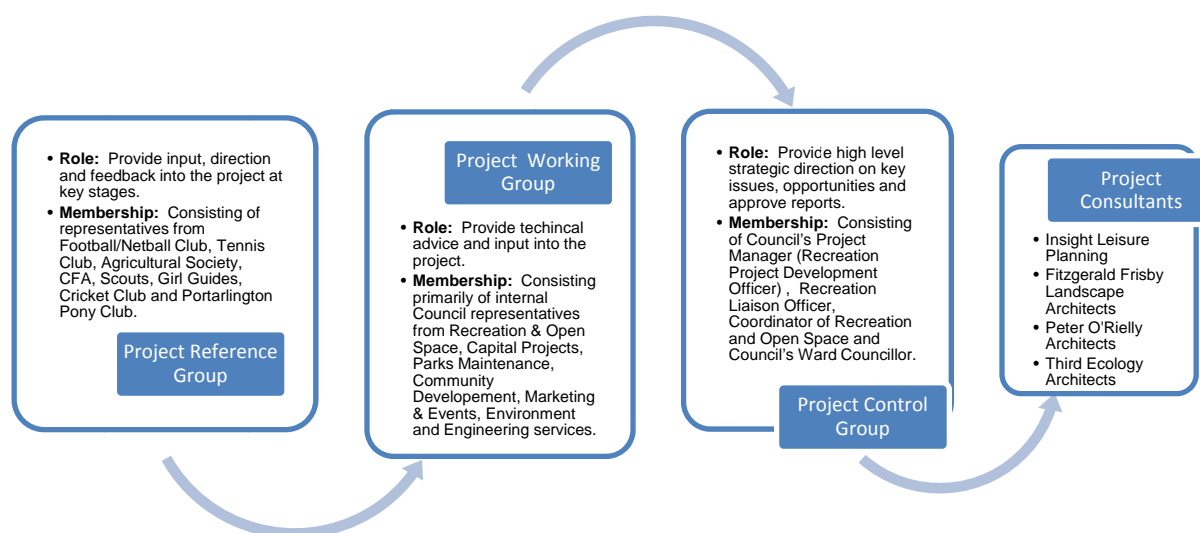 • Role: Provide input, direction
and feedback into the project at
key stages.
• Membership: Consisting of
representatives from
Football/Netball Club, Tennis
Club, Agricultural Society,
CFA, Scouts, Girl Guides,
Cricket Club and Portarlington
Pony Club.
Project Reference
Group
Project Working
Group
• Role: Provide techincal
advice and input into the
project.
• Membership: Consisting
primarily of internal
Council representatives
from Recreation & Open
Space, Capital Projects,
Parks Maintenance,
Community
Developement, Marketing
& Events, Environment
and Engineering services.
• Role: Provide high level
strategic direction on key
issues, opportunities and
approve reports.
• Membership: Consisting
of Council's Project
Manager (Recreation
Project Development
Officer) , Recreation
Liaison Officer,
Coordinator of Recreation
and Open Space and
Council's Ward Councillor.
Project Control
Group
Project
Consultants
• Insight Leisure
Planning
• Fitzgerald Frisby
Landscape
Architects
• Peter O'Rielly
Architects
• Third Ecology
Architects